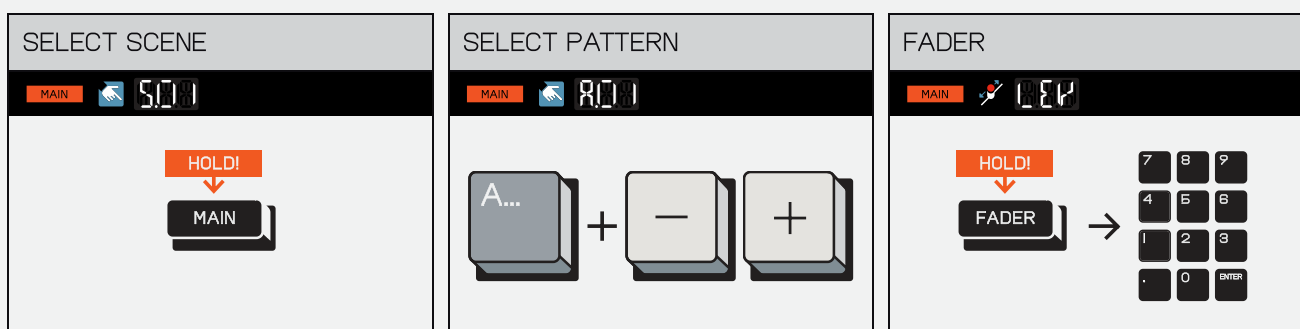 SELECT SCENE
MAIN
S.01
HOLD!
MAIN
SELECT PATTERN
MAIN
A.01
A...
+
−
+
FADER
MAIN
LEV
HOLD!
FADER
7 8 9
4 5 6
1 2 3
. 0 ENTER